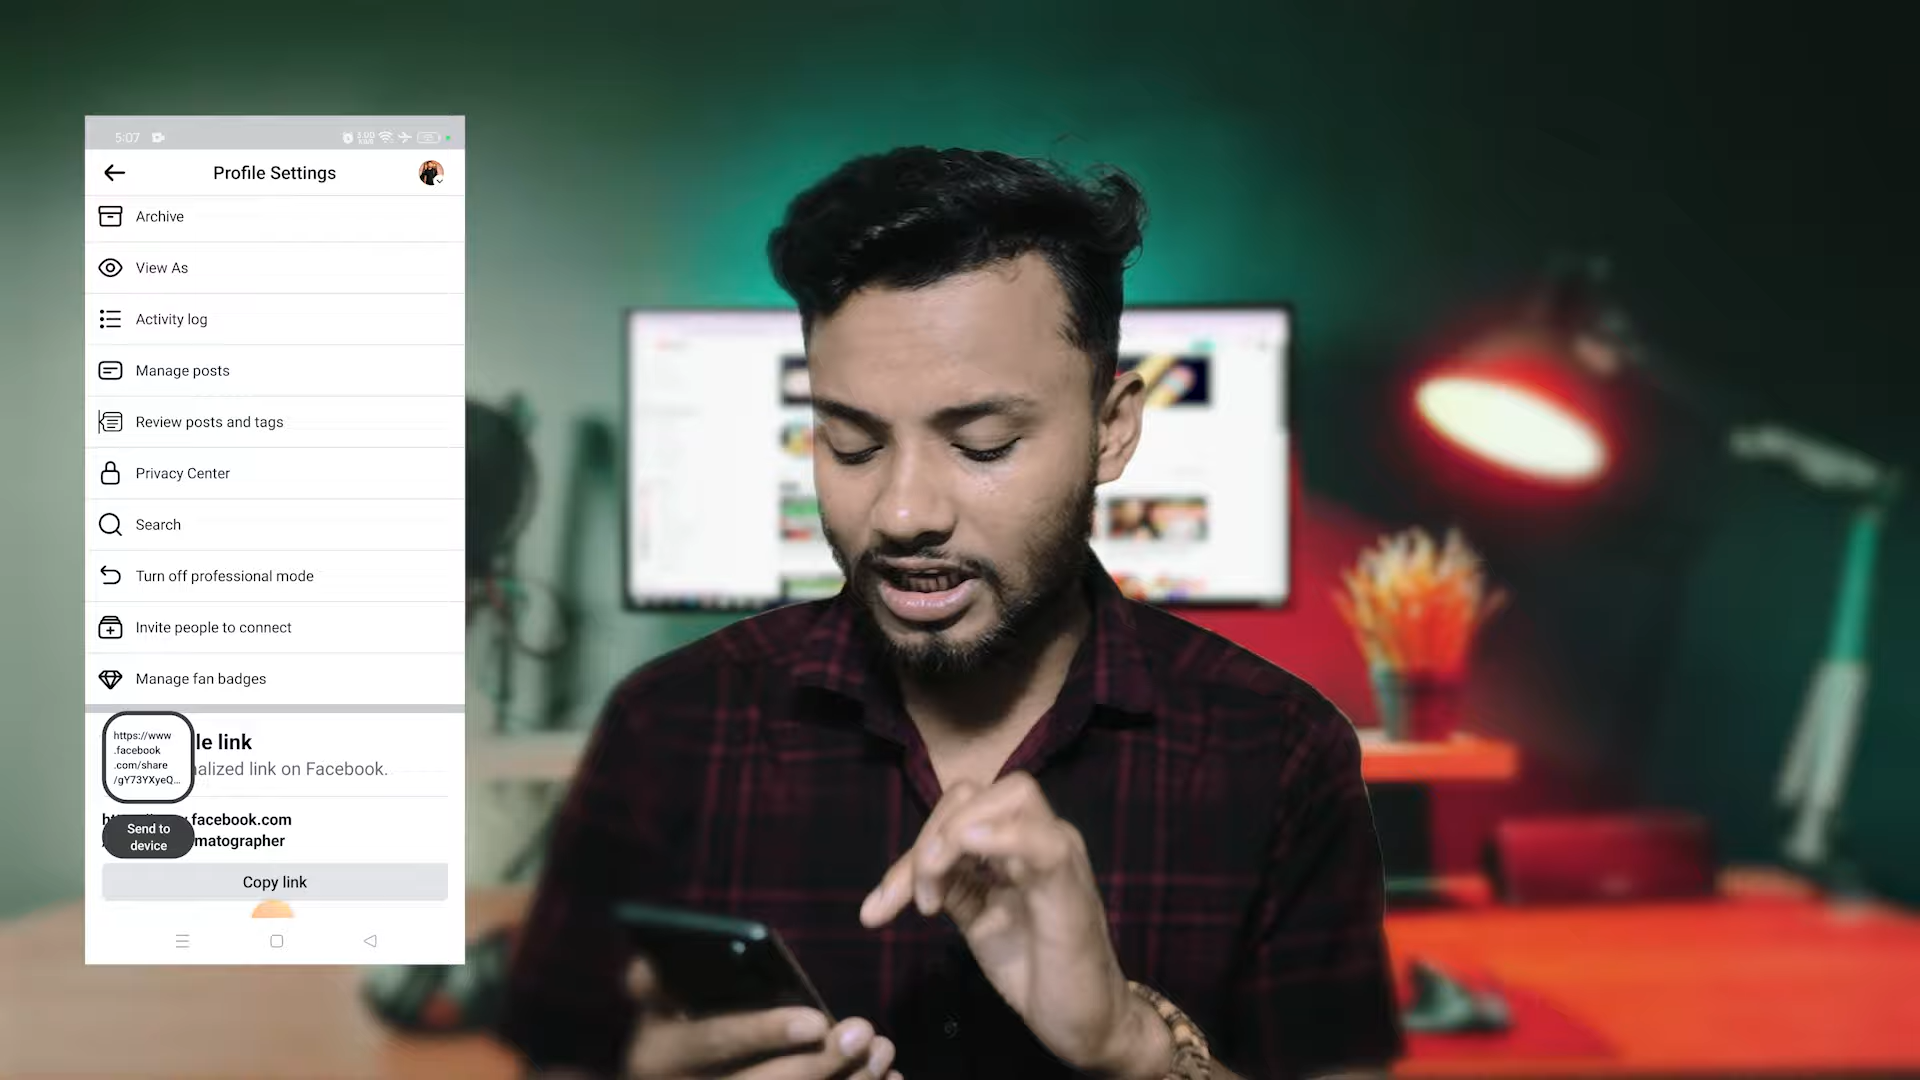 5:07
Profile Settings
Archive
View As
Activity log
Manage posts
Review posts and tags
Privacy Center
Search
Turn off professional mode
Invite people to connect
Manage fan badges
https://www
.facebook
.com/share
/gY73YXyeQ...
le link
alized link on Facebook.
.facebook.com
matographer
Send to
device
Copy link